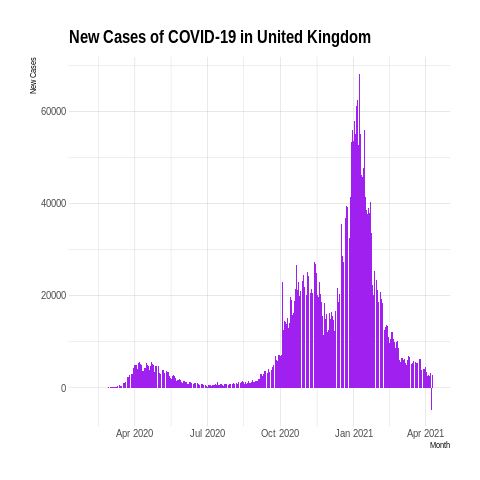 New Cases of COVID-19 in United Kingdom
New Cases
60000
40000
20000
0
Apr 2020 Jul 2020 Oct 2020 Jan 2021 Apr 2021
Month